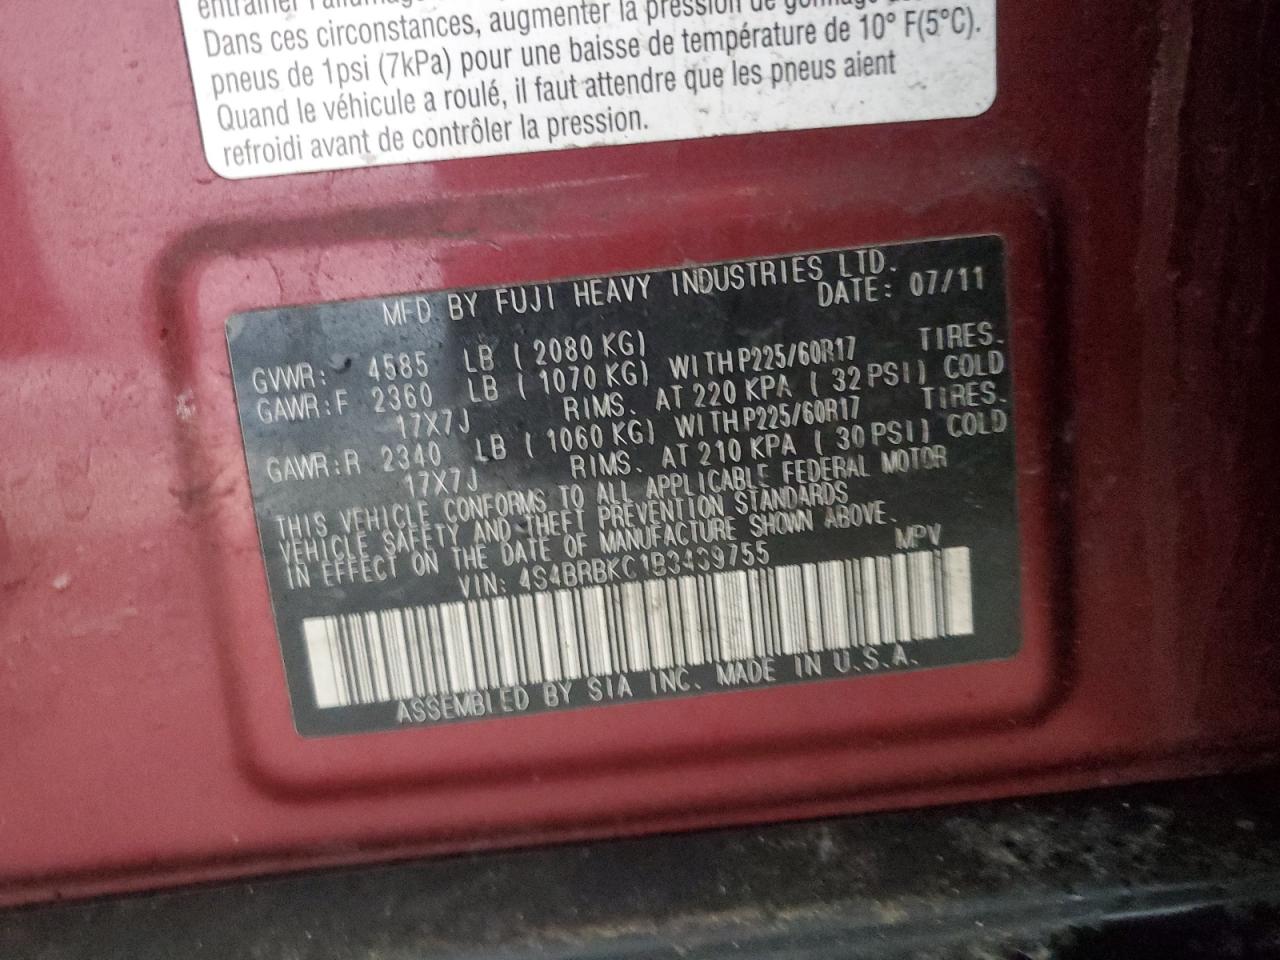 Dans ces circonstances, augmenter la pression de gonflage
pneus de 1psi (7kPa) pour une baisse de température de 10° F(5°C).
Quand le véhicule a roulé, il faut attendre que les pneus aient
refroidi avant de contrôler la pression.
MFD BY FUJI HEAVY INDUSTRIES LTD.
DATE: 07/11
GVWR: 4585 LB ( 2080 KG)
GAWR:F 2360 LB ( 1070 KG) WITH P225/60R17 TIRES.
17X7J RIMS. AT 220 KPA ( 32 PSI) COLD
GAWR:R 2340 LB ( 1060 KG) WITH P225/60R17 TIRES.
17X7J RIMS. AT 210 KPA ( 30 PSI) COLD
THIS VEHICLE CONFORMS TO ALL APPLICABLE FEDERAL MOTOR
VEHICLE SAFETY AND THEFT PREVENTION STANDARDS
IN EFFECT ON THE DATE OF MANUFACTURE SHOWN ABOVE.
VIN: 4S4BRBKC1B3439755 MPV
ASSEMBLED BY SIA INC. MADE IN U.S.A.